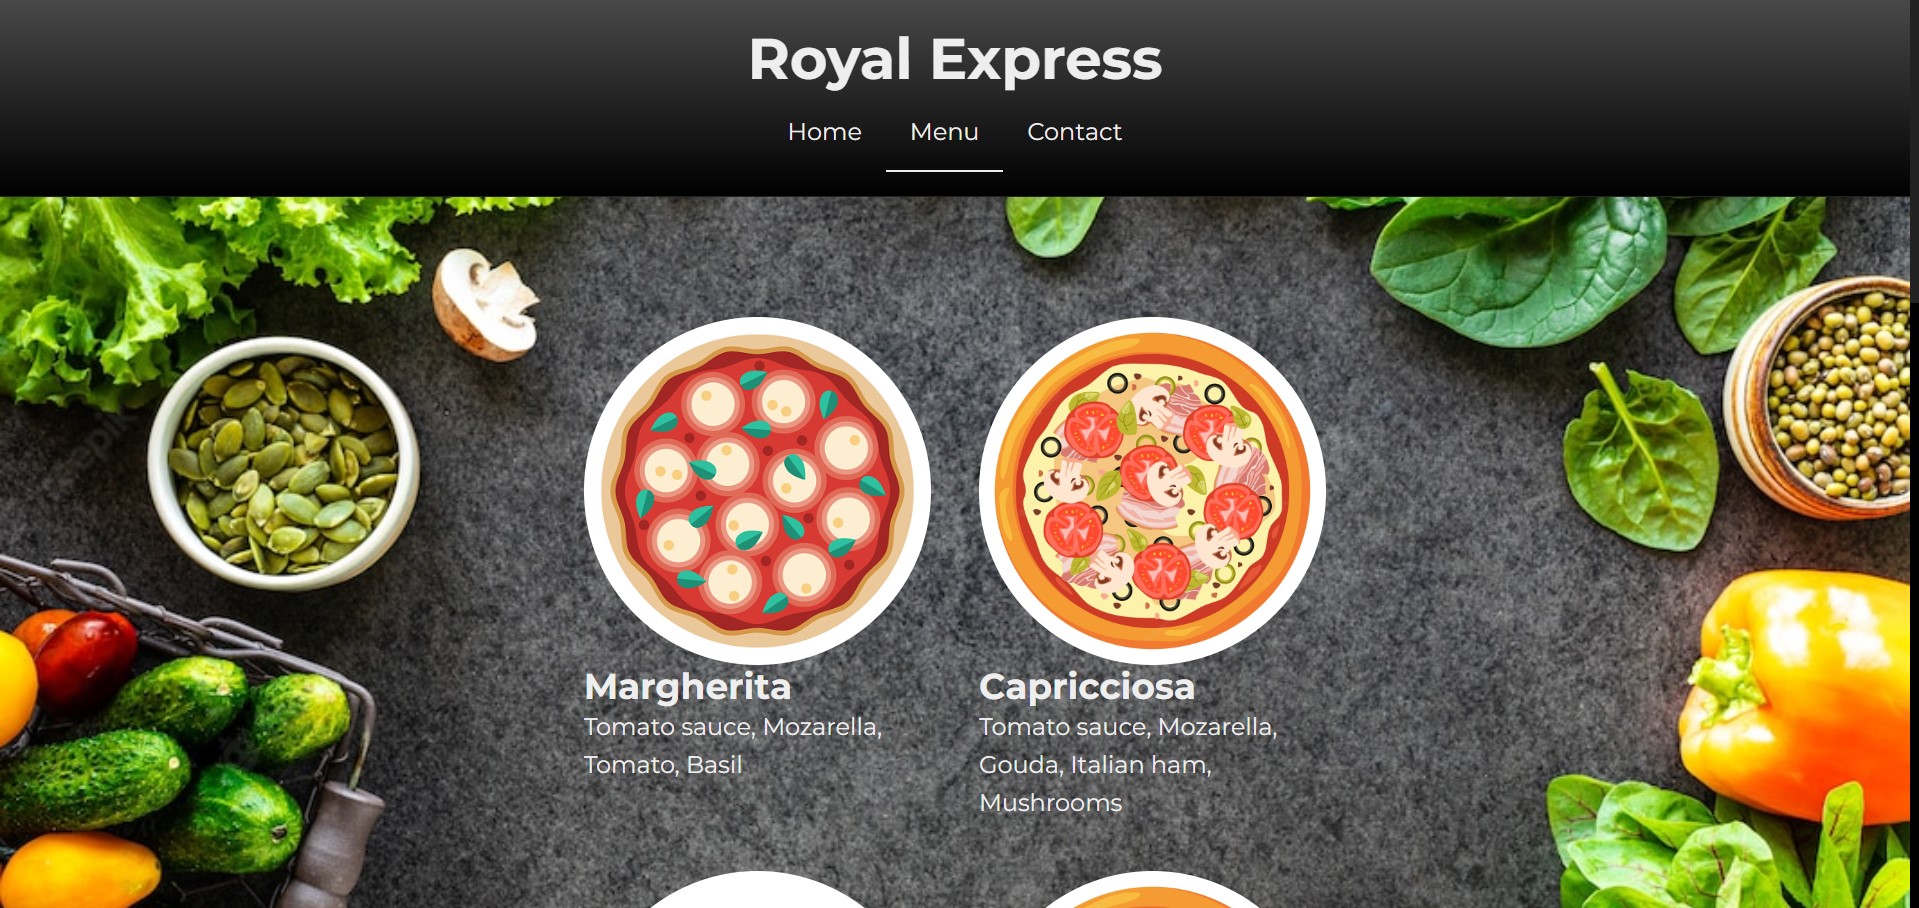 Royal Express
Home Menu Contact
Margherita
Tomato sauce, Mozarella,
Tomato, Basil
Capricciosa
Tomato sauce, Mozarella,
Gouda, Italian ham,
Mushrooms